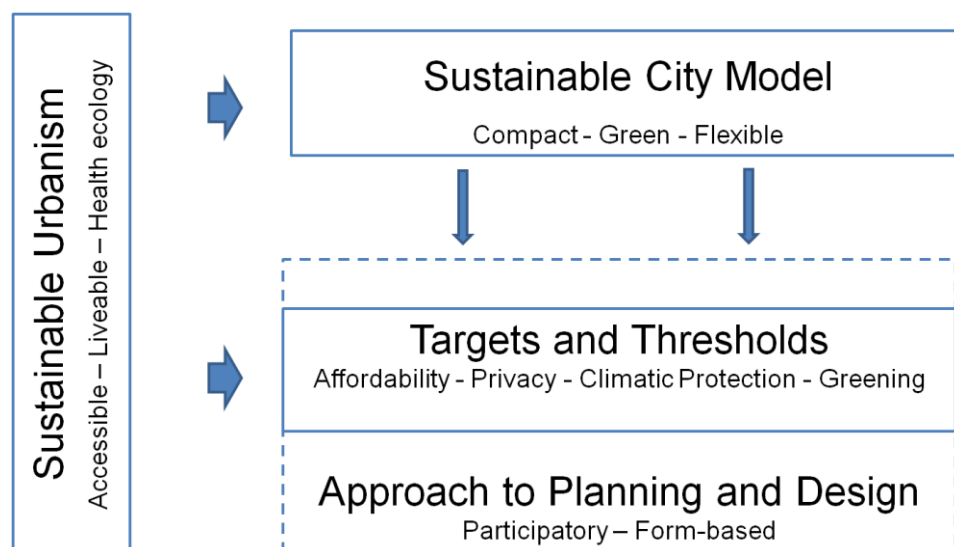 Sustainable Urbanism
Accessible – Liveable – Health ecology
Sustainable City Model
Compact - Green - Flexible
Targets and Thresholds
Affordability - Privacy - Climatic Protection - Greening
Approach to Planning and Design
Participatory – Form-based